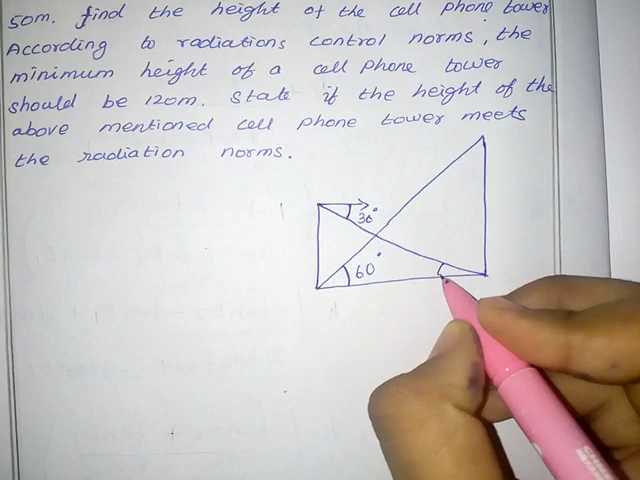 50m. find the height of the cell phone tower
According to radiations control norms, the
minimum height of a cell phone tower
should be 120m. State if the height of the
above mentioned cell phone tower meets
the radiation norms.
30°
60°